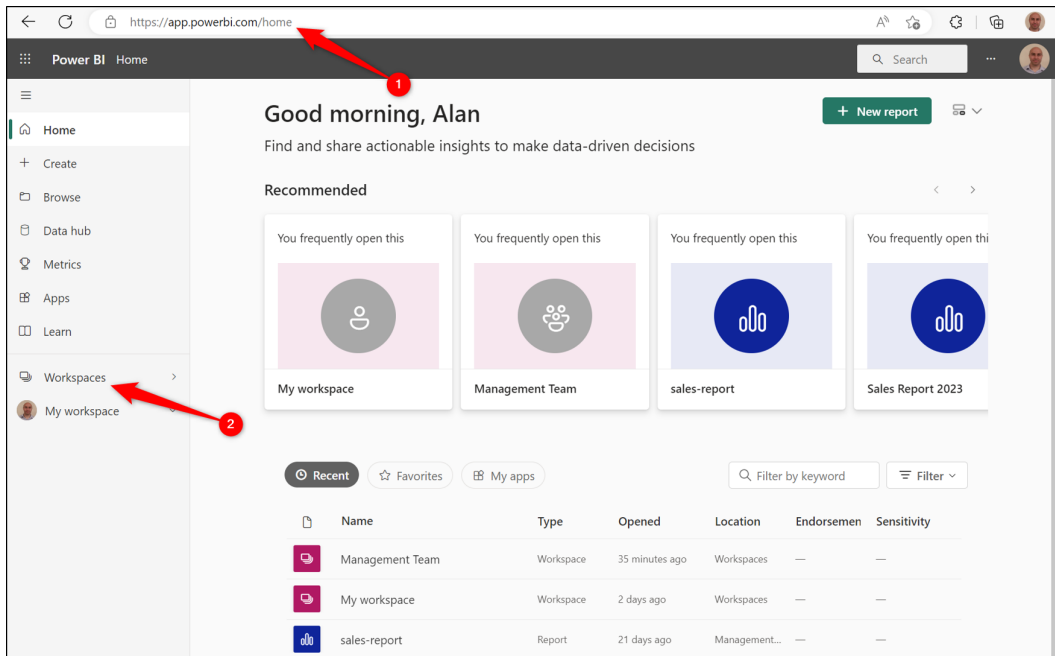 https://app.powerbi.com/home
Power BI Home
Search
1
Home
Create
Browse
Data hub
Metrics
Apps
Learn
Workspaces
My workspace
2
Good morning, Alan
+ New report
Find and share actionable insights to make data-driven decisions
Recommended
You frequently open this
My workspace
You frequently open this
Management Team
You frequently open this
sales-report
You frequently open thi
Sales Report 2023
Recent
Favorites
My apps
Filter by keyword
Filter
Name Type Opened Location Endorsemen Sensitivity
Management Team Workspace 35 minutes ago Workspaces — —
My workspace Workspace 2 days ago Workspaces — —
sales-report Report 21 days ago Management... — —